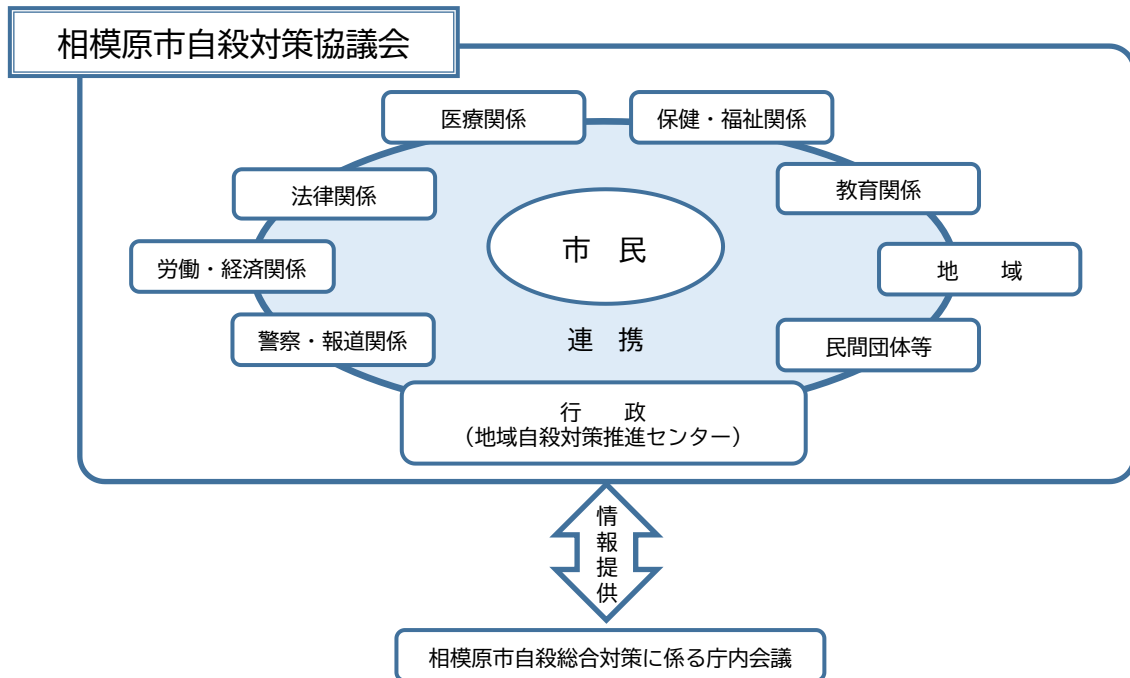 相模原市自殺対策協議会
医療関係
保健・福祉関係
法律関係
教育関係
市　民
労働・経済関係
地　　域
警察・報道関係
連　携
民間団体等
行　　政
（地域自殺対策推進センター）
情報提供
相模原市自殺総合対策に係る庁内会議